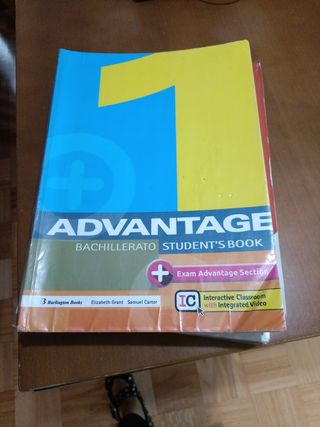 1
ADVANTAGE
BACHILLERATO STUDENT'S BOOK
+ Exam Advantage Section
B Burlington Books Elizabeth Grant Samuel Carter
IC Interactive Classroom
with Integrated Video